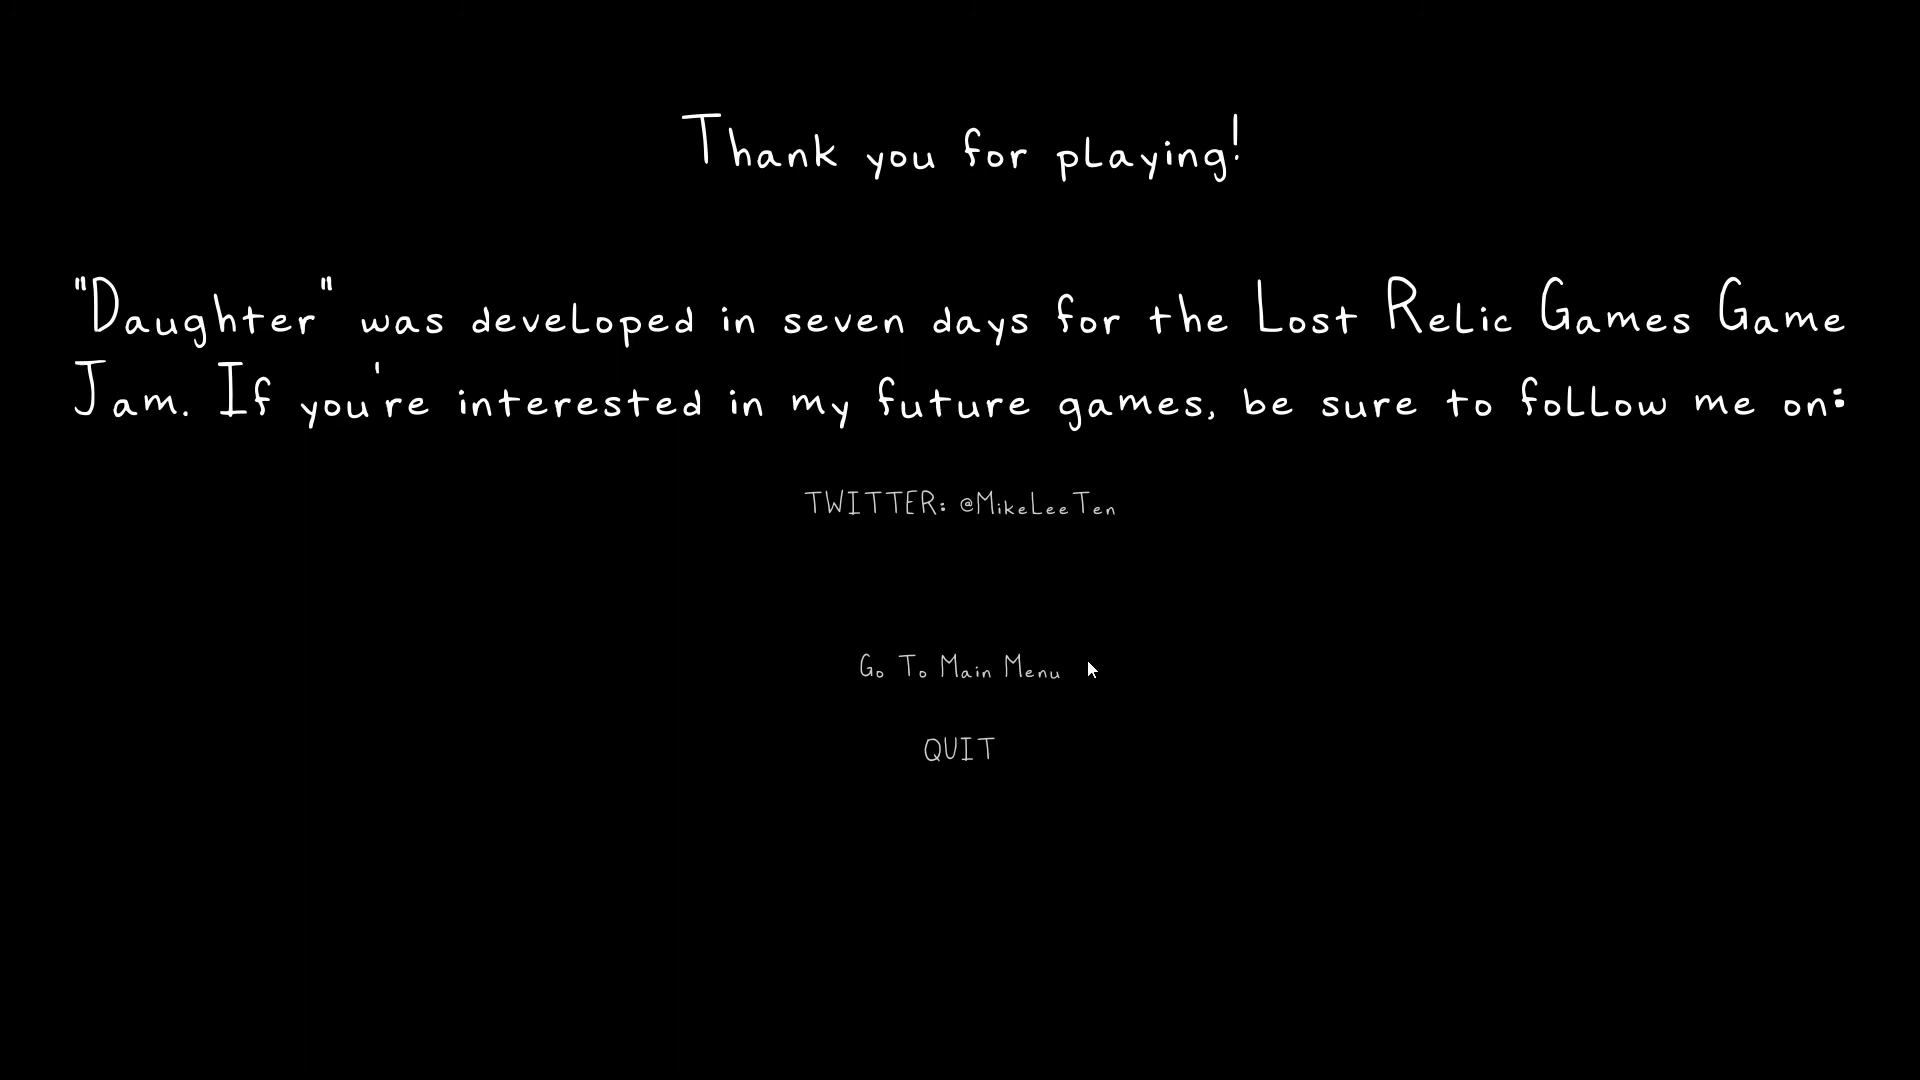 Thank you for playing!
"Daughter" was developed in seven days for the Lost Relic Games Game
Jam. If you're interested in my future games, be sure to follow me on:
TWITTER: @MikeLeeTen
Go To Main Menu
QUIT